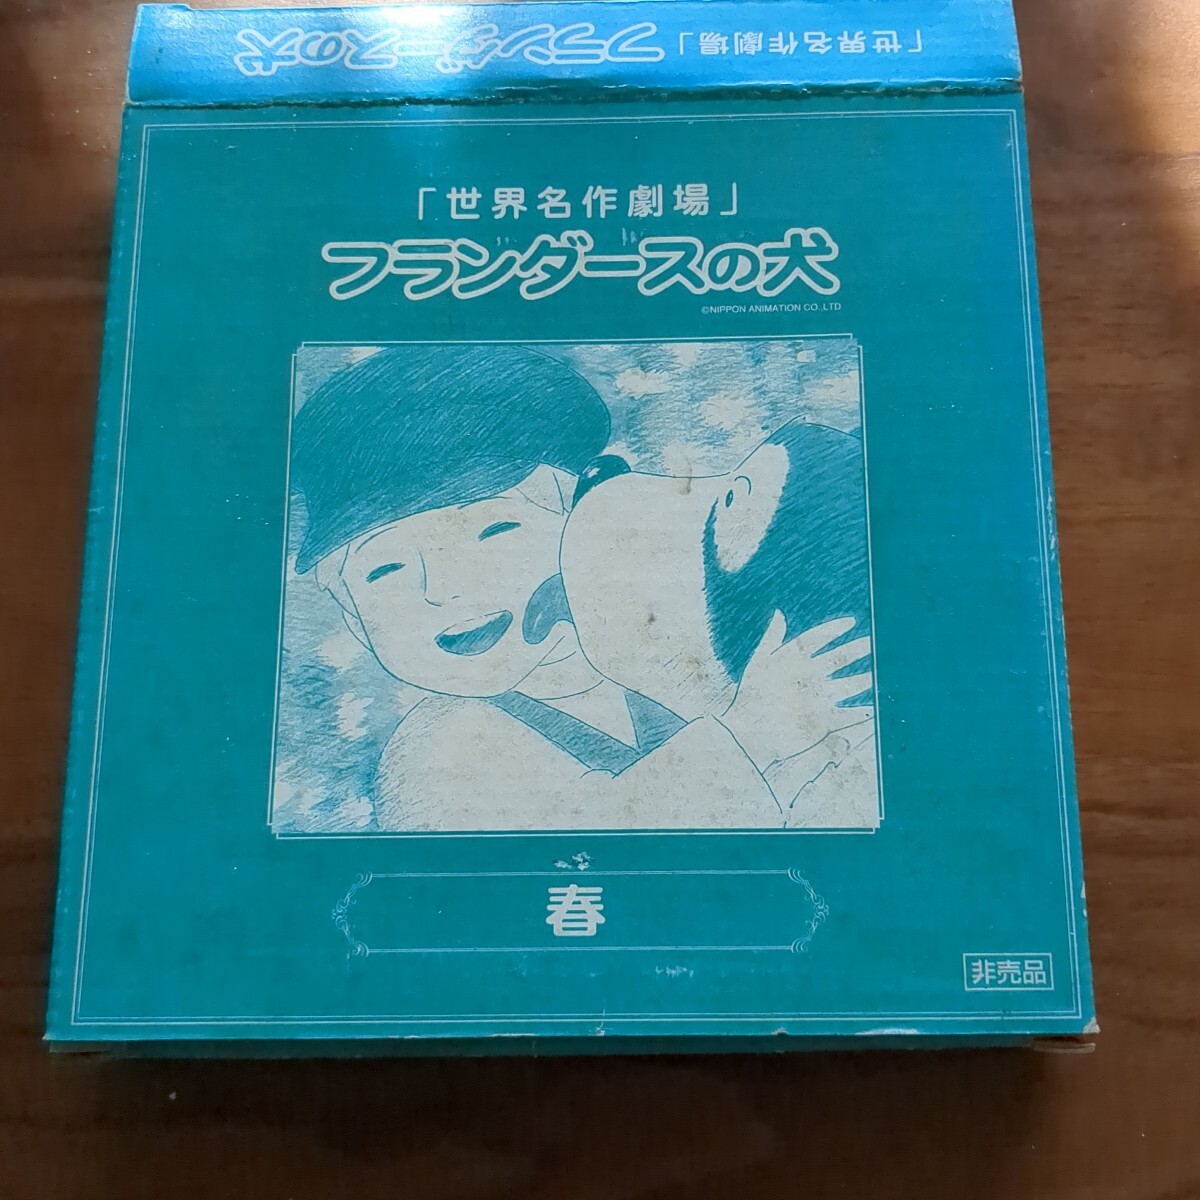 「世界名作劇場」フランダースの犬
「世界名作劇場」
フランダースの犬
©NIPPON ANIMATION CO.,LTD
春
非売品